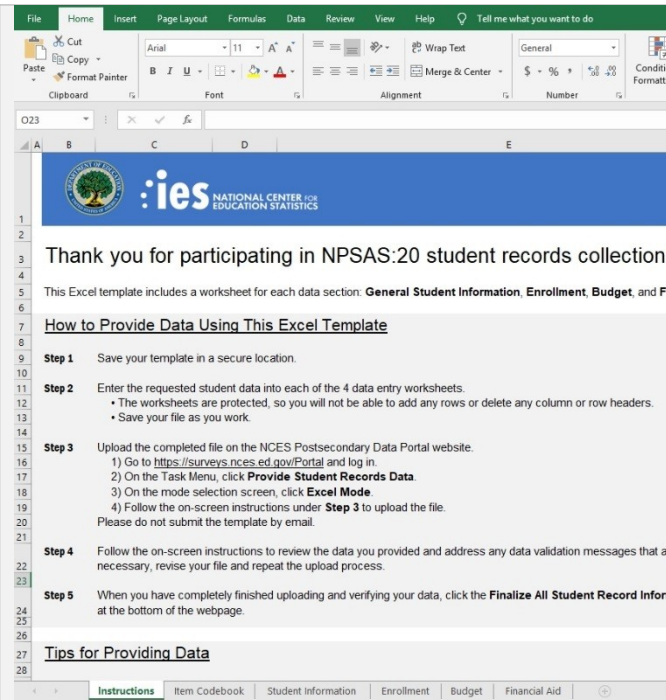 File Home Insert Page Layout Formulas Data Review View Help Tell me what you want to do
Cut
Copy
Format Painter
Paste
Arial 11
B I U
Wrap Text
Merge & Center
General
$ % ,
Clipboard Font Alignment Number
O23 fx
A B C D E
ies NATIONAL CENTER FOR
EDUCATION STATISTICS
Thank you for participating in NPSAS:20 student records collection
This Excel template includes a worksheet for each data section: General Student Information, Enrollment, Budget, and F
How to Provide Data Using This Excel Template
Step 1 Save your template in a secure location.
Step 2 Enter the requested student data into each of the 4 data entry worksheets.
• The worksheets are protected, so you will not be able to add any rows or delete any column or row headers.
• Save your file as you work.
Step 3 Upload the completed file on the NCES Postsecondary Data Portal website.
1) Go to https://surveys.nces.ed.gov/Portal and log in.
2) On the Task Menu, click Provide Student Records Data.
3) On the mode selection screen, click Excel Mode.
4) Follow the on-screen instructions under Step 3 to upload the file.
Please do not submit the template by email.
Step 4 Follow the on-screen instructions to review the data you provided and address any data validation messages that a
necessary, revise your file and repeat the upload process.
Step 5 When you have completely finished uploading and verifying your data, click the Finalize All Student Record Infor
at the bottom of the webpage.
Tips for Providing Data
Instructions Item Codebook Student Information Enrollment Budget Financial Aid